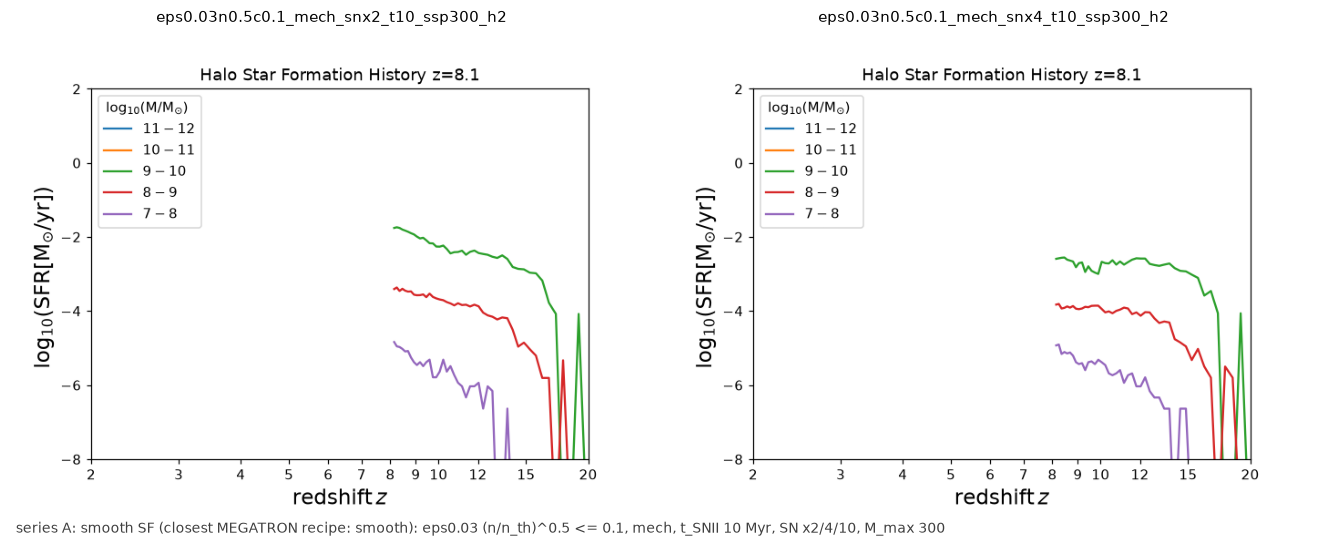 eps0.03n0.5c0.1_mech_snx2_t10_ssp300_h2
Halo Star Formation History z=8.1
log10(SFR[M⊙/yr])
2
0
−2
−4
−6
−8
log10(M/M⊙)
11 − 12
10 − 11
9 − 10
8 − 9
7 − 8
2 3 4 5 6 7 8 9 10 12 15 20
redshift z
eps0.03n0.5c0.1_mech_snx4_t10_ssp300_h2
Halo Star Formation History z=8.1
log10(SFR[M⊙/yr])
2
0
−2
−4
−6
−8
log10(M/M⊙)
11 − 12
10 − 11
9 − 10
8 − 9
7 − 8
2 3 4 5 6 7 8 9 10 12 15 20
redshift z
series A: smooth SF (closest MEGATRON recipe: smooth): eps0.03 (n/n_th)^0.5 <= 0.1, mech, t_SNII 10 Myr, SN x2/4/10, M_max 300